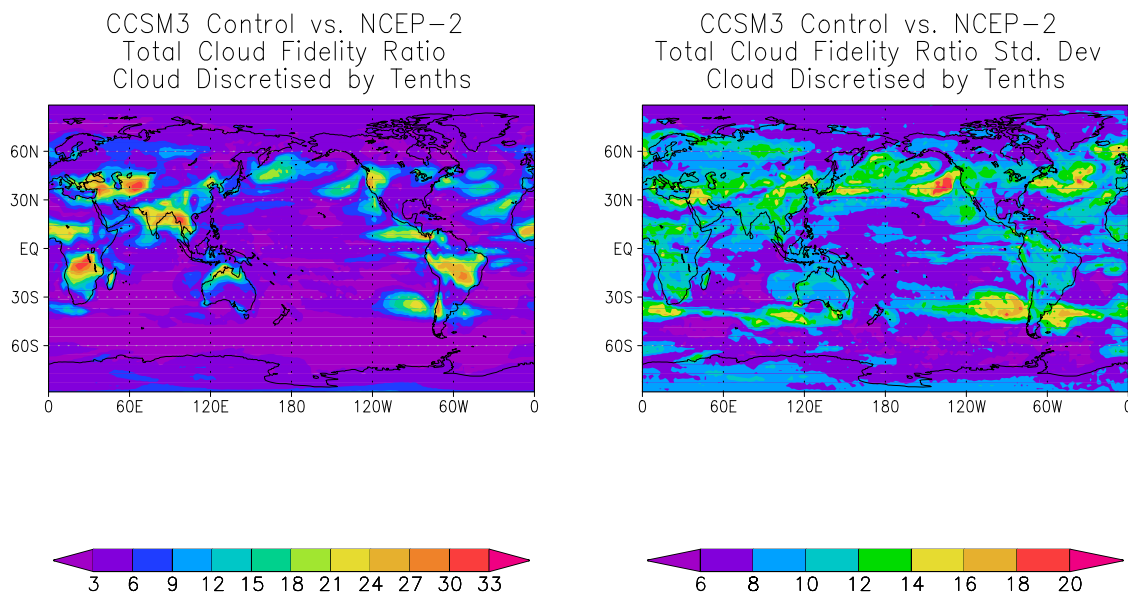 CCSM3 Control vs. NCEP-2
Total Cloud Fidelity Ratio
Cloud Discretised by Tenths
60N
30N
EQ
30S
60S
0 60E 120E 180 120W 60W 0
3 6 9 12 15 18 21 24 27 30 33
CCSM3 Control vs. NCEP-2
Total Cloud Fidelity Ratio Std. Dev
Cloud Discretised by Tenths
60N
30N
EQ
30S
60S
0 60E 120E 180 120W 60W 0
6 8 10 12 14 16 18 20